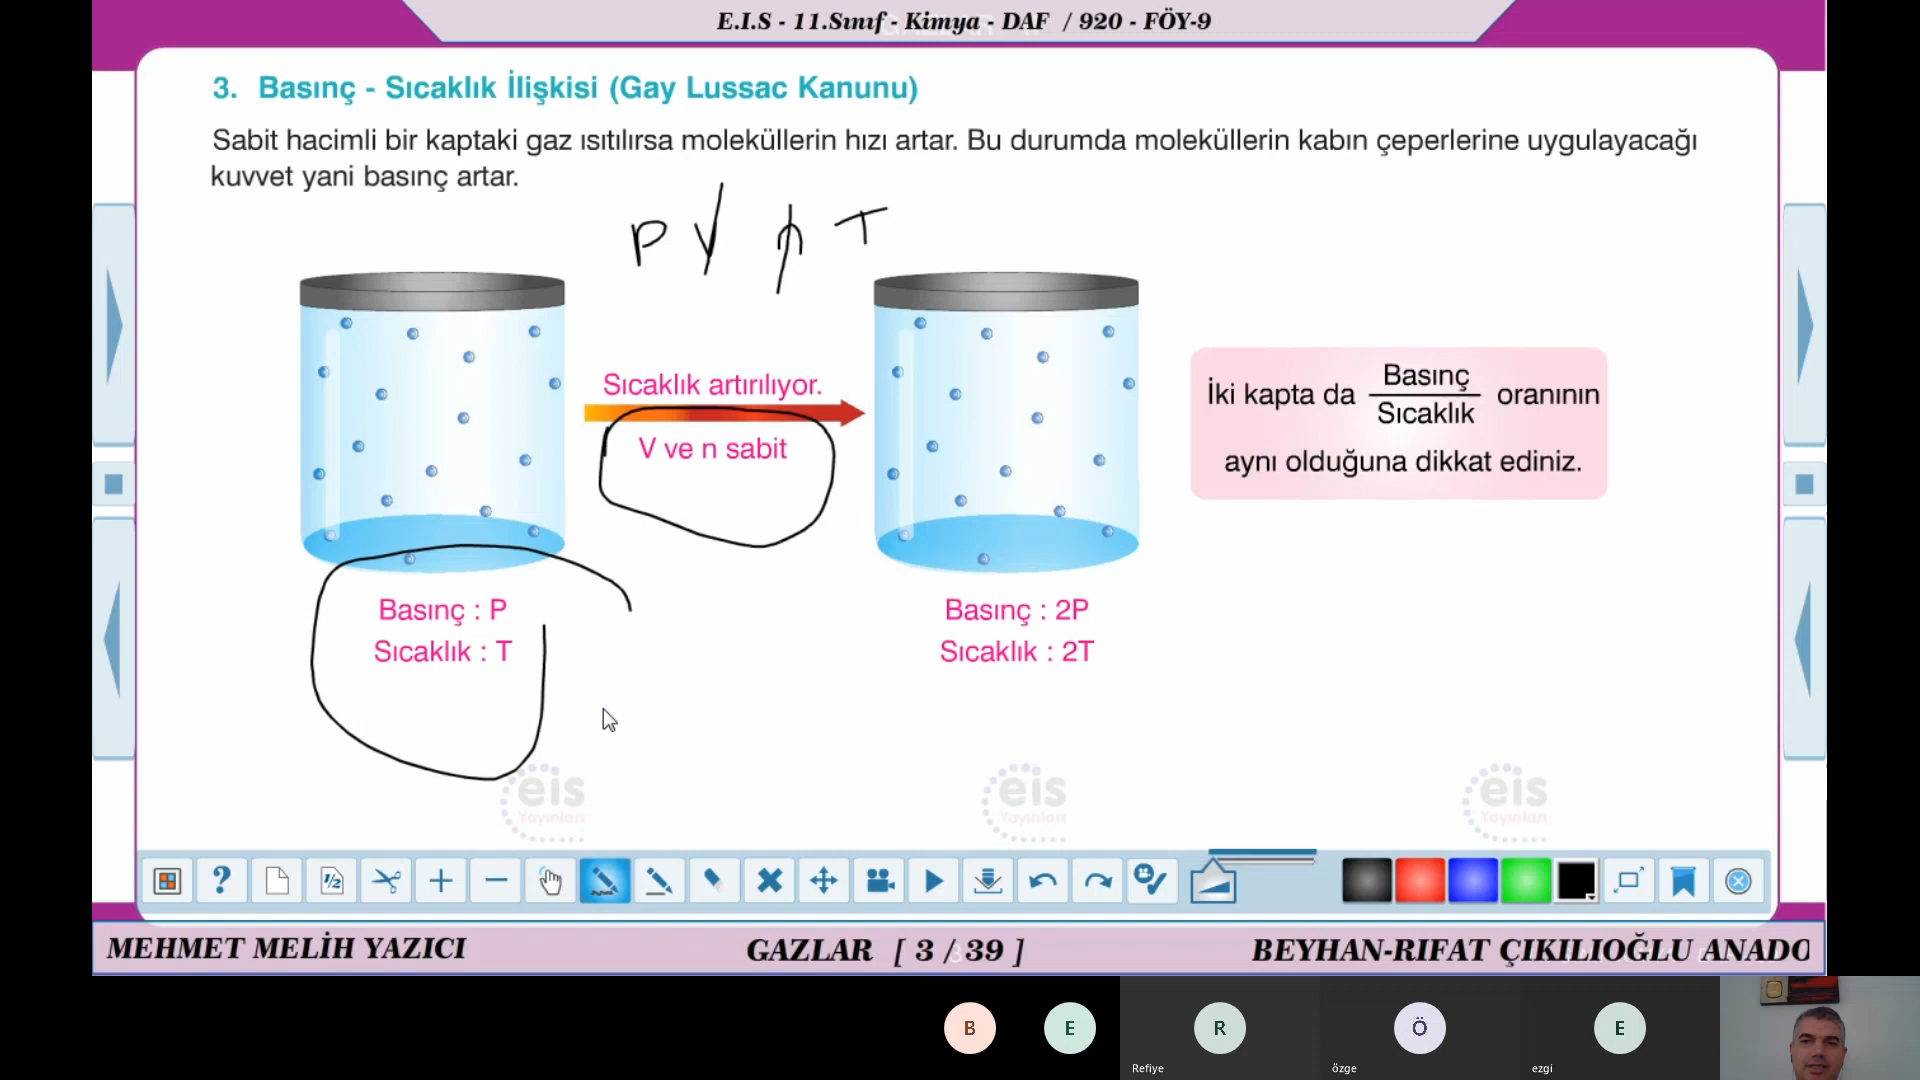 E.I.S - 11.Sınıf - Kimya - DAF / 920 - FÖY-9
3. Basınç - Sıcaklık İlişkisi (Gay Lussac Kanunu)
Sabit hacimli bir kaptaki gaz ısıtılırsa moleküllerin hızı artar. Bu durumda moleküllerin kabın çeperlerine uygulayacağı
kuvvet yani basınç artar.
P V n T
Sıcaklık artırılıyor.
V ve n sabit
İki kapta da Basınç / Sıcaklık oranının
aynı olduğuna dikkat ediniz.
Basınç : P
Sıcaklık : T
Basınç : 2P
Sıcaklık : 2T
eis
Yayınları
eis
Yayınları
eis
Yayınları
?
1/2
MEHMET MELİH YAZICI
GAZLAR [ 3 / 39 ]
BEYHAN-RIFAT ÇIKILIOĞLU ANADO
B
E
R
Ö
E
Refiye
özge
ezgi